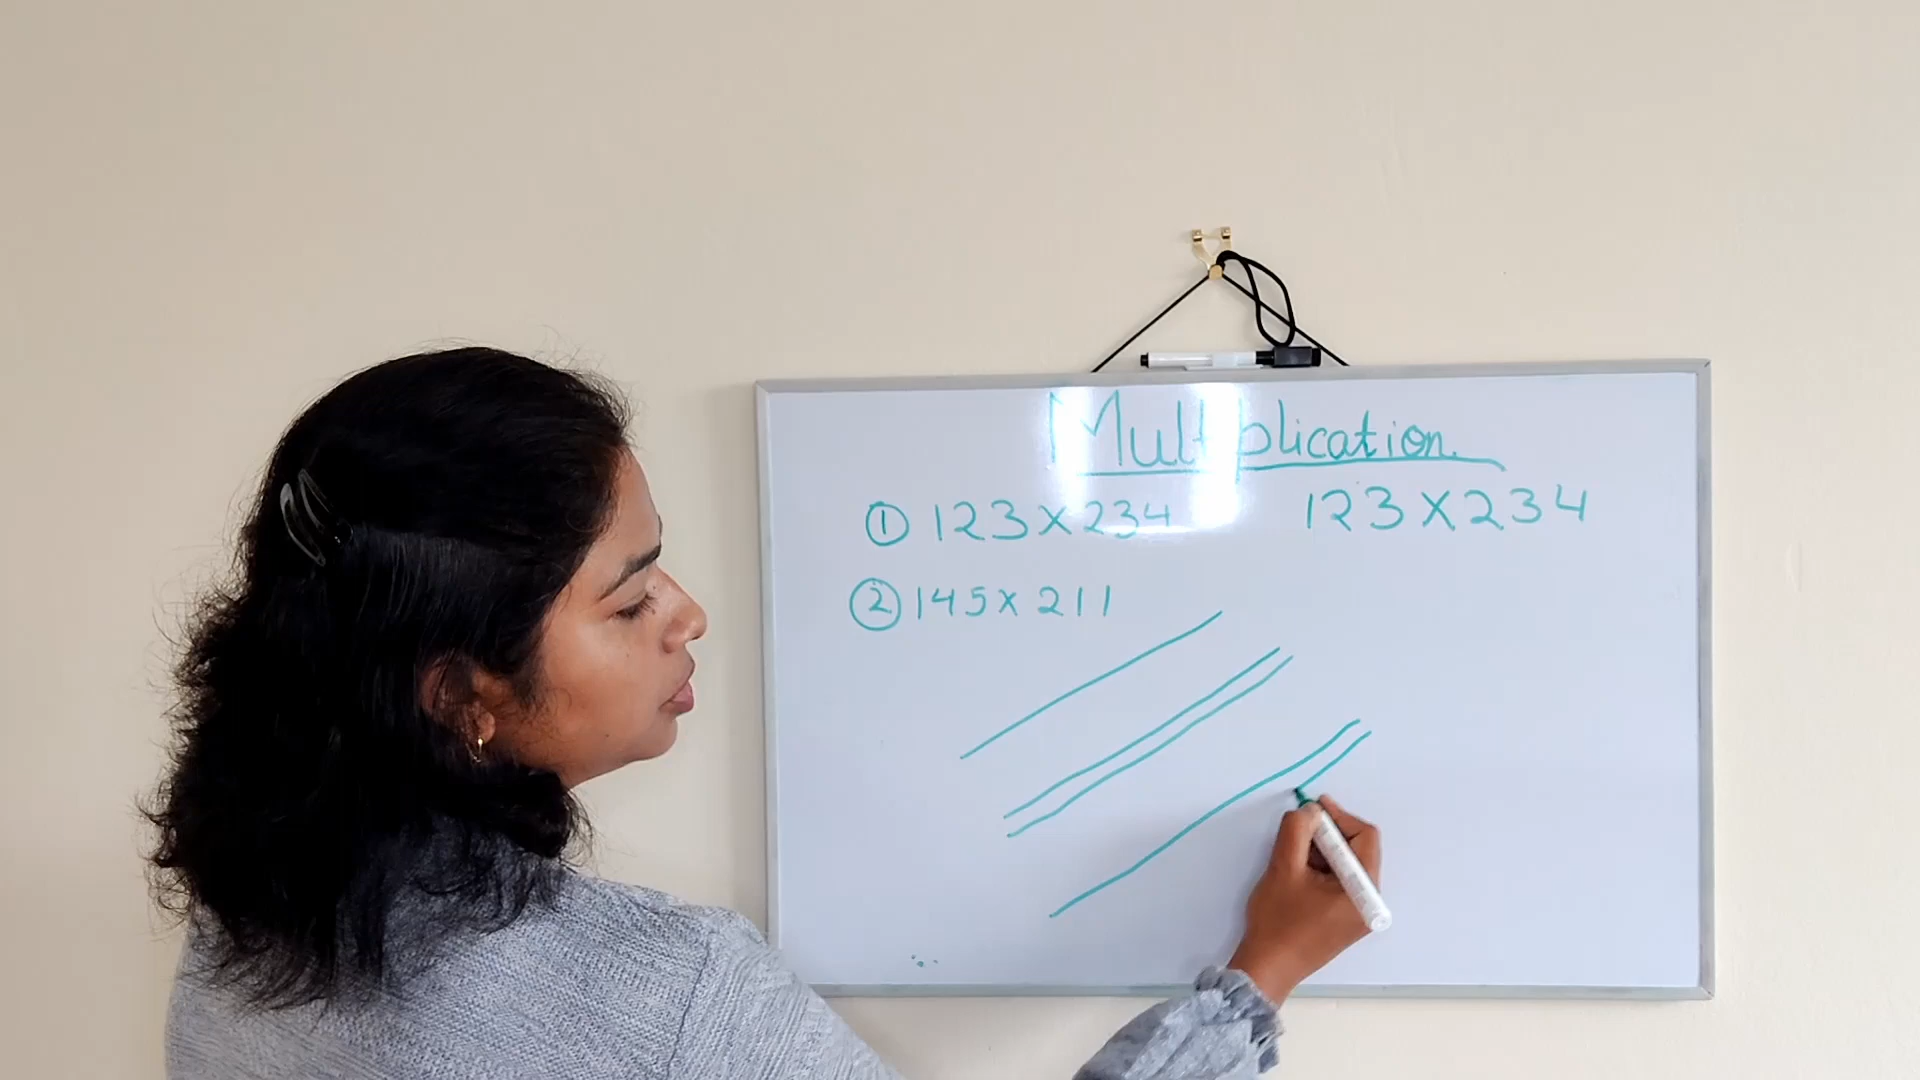 Multiplication.
① 123 X 234
123 X 234
② 145 x 211